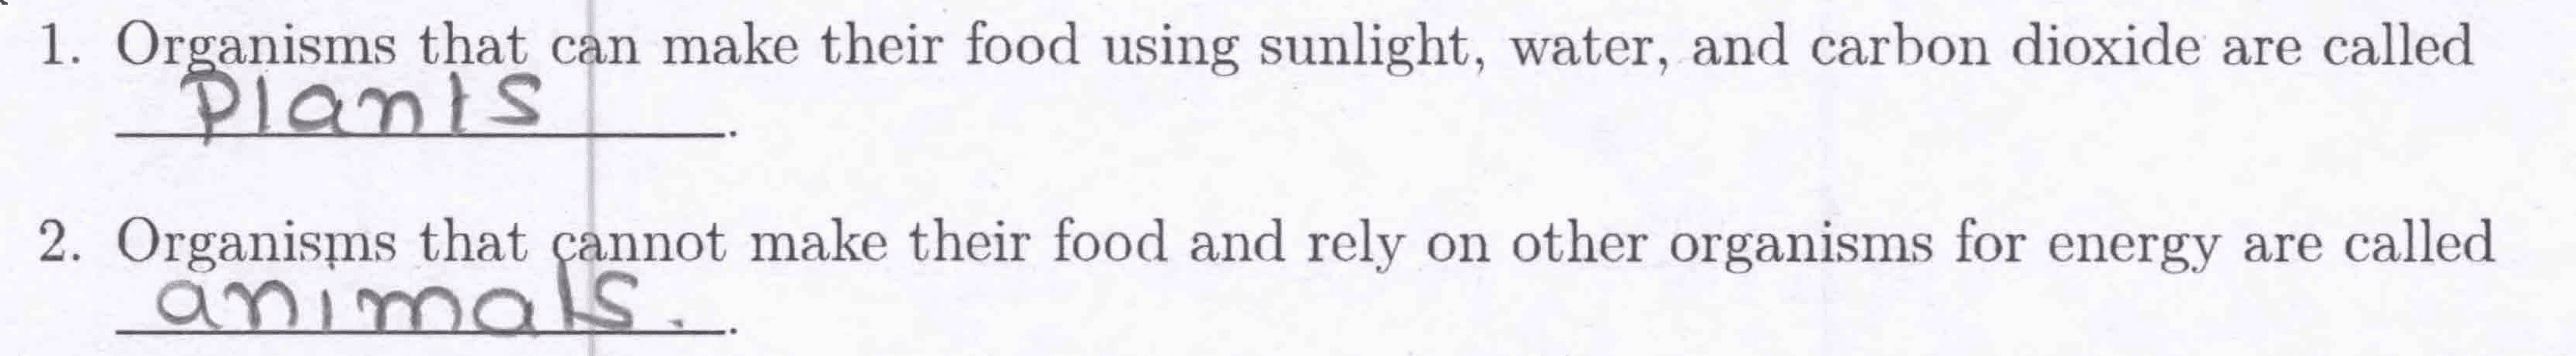 1. Organisms that can make their food using sunlight, water, and carbon dioxide are called
plants.
2. Organisms that cannot make their food and rely on other organisms for energy are called
animals. .